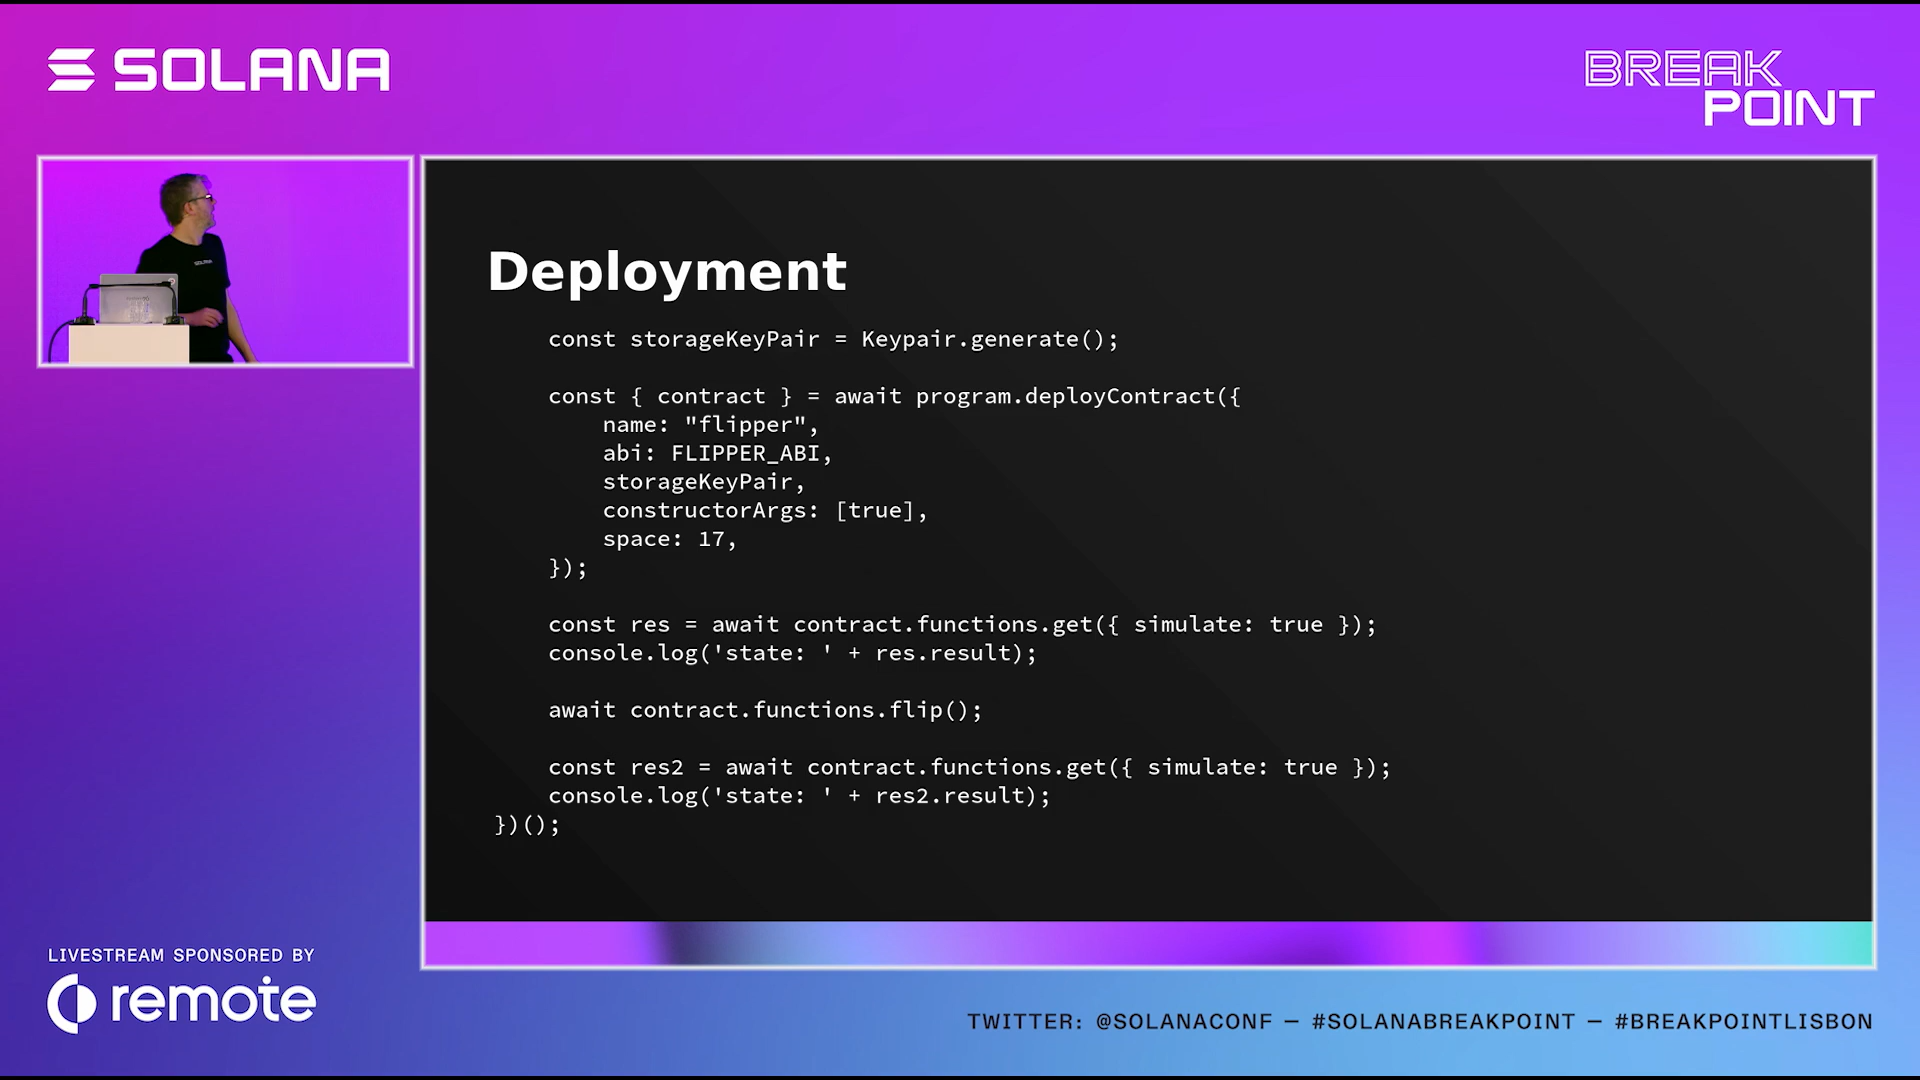 SOLANA
BREAK
POINT
Deployment
const storageKeyPair = Keypair.generate();
const { contract } = await program.deployContract({
name: "flipper",
abi: FLIPPER_ABI,
storageKeyPair,
constructorArgs: [true],
space: 17,
});
const res = await contract.functions.get({ simulate: true });
console.log('state: ' + res.result);
await contract.functions.flip();
const res2 = await contract.functions.get({ simulate: true });
console.log('state: ' + res2.result);
})();
LIVESTREAM SPONSORED BY
remote
TWITTER: @SOLANACONF – #SOLANABREAKPOINT – #BREAKPOINTLISBON